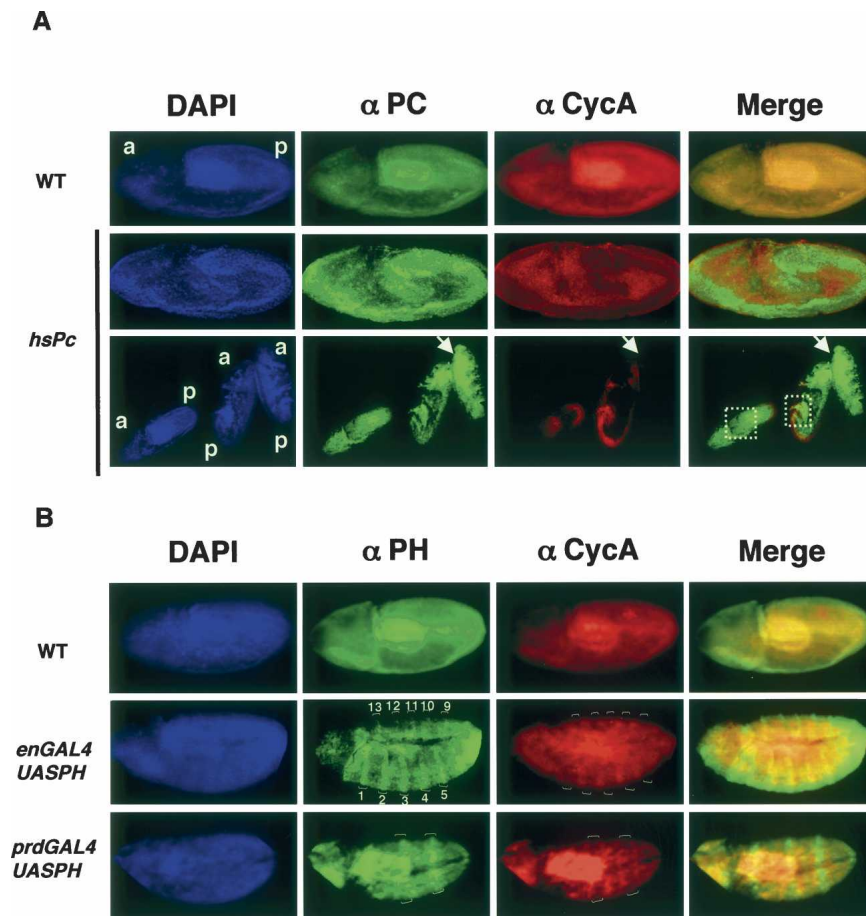 A
DAPI α PC α CycA Merge
WT a p
hsPc
a a
p
a
p p
B
DAPI α PH α CycA Merge
WT
13 12 11 10 9
enGAL4
UASPH
1 2 3 4 5
prdGAL4
UASPH